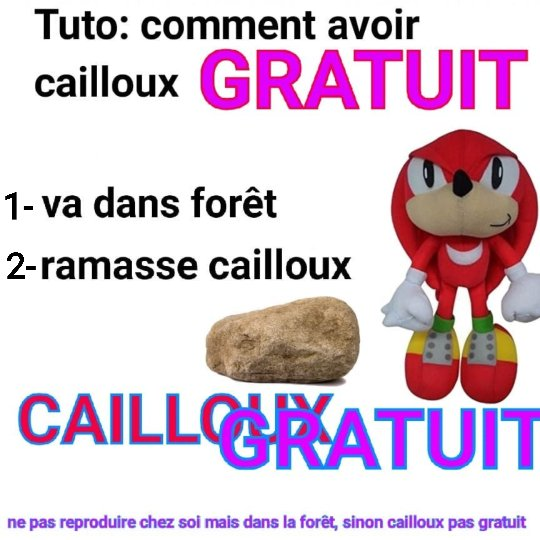 Tuto: comment avoir
cailloux GRATUIT
1- va dans forêt
2-ramasse cailloux
CAILLOUX GRATUIT
ne pas reproduire chez soi mais dans la forêt, sinon cailloux pas gratuit